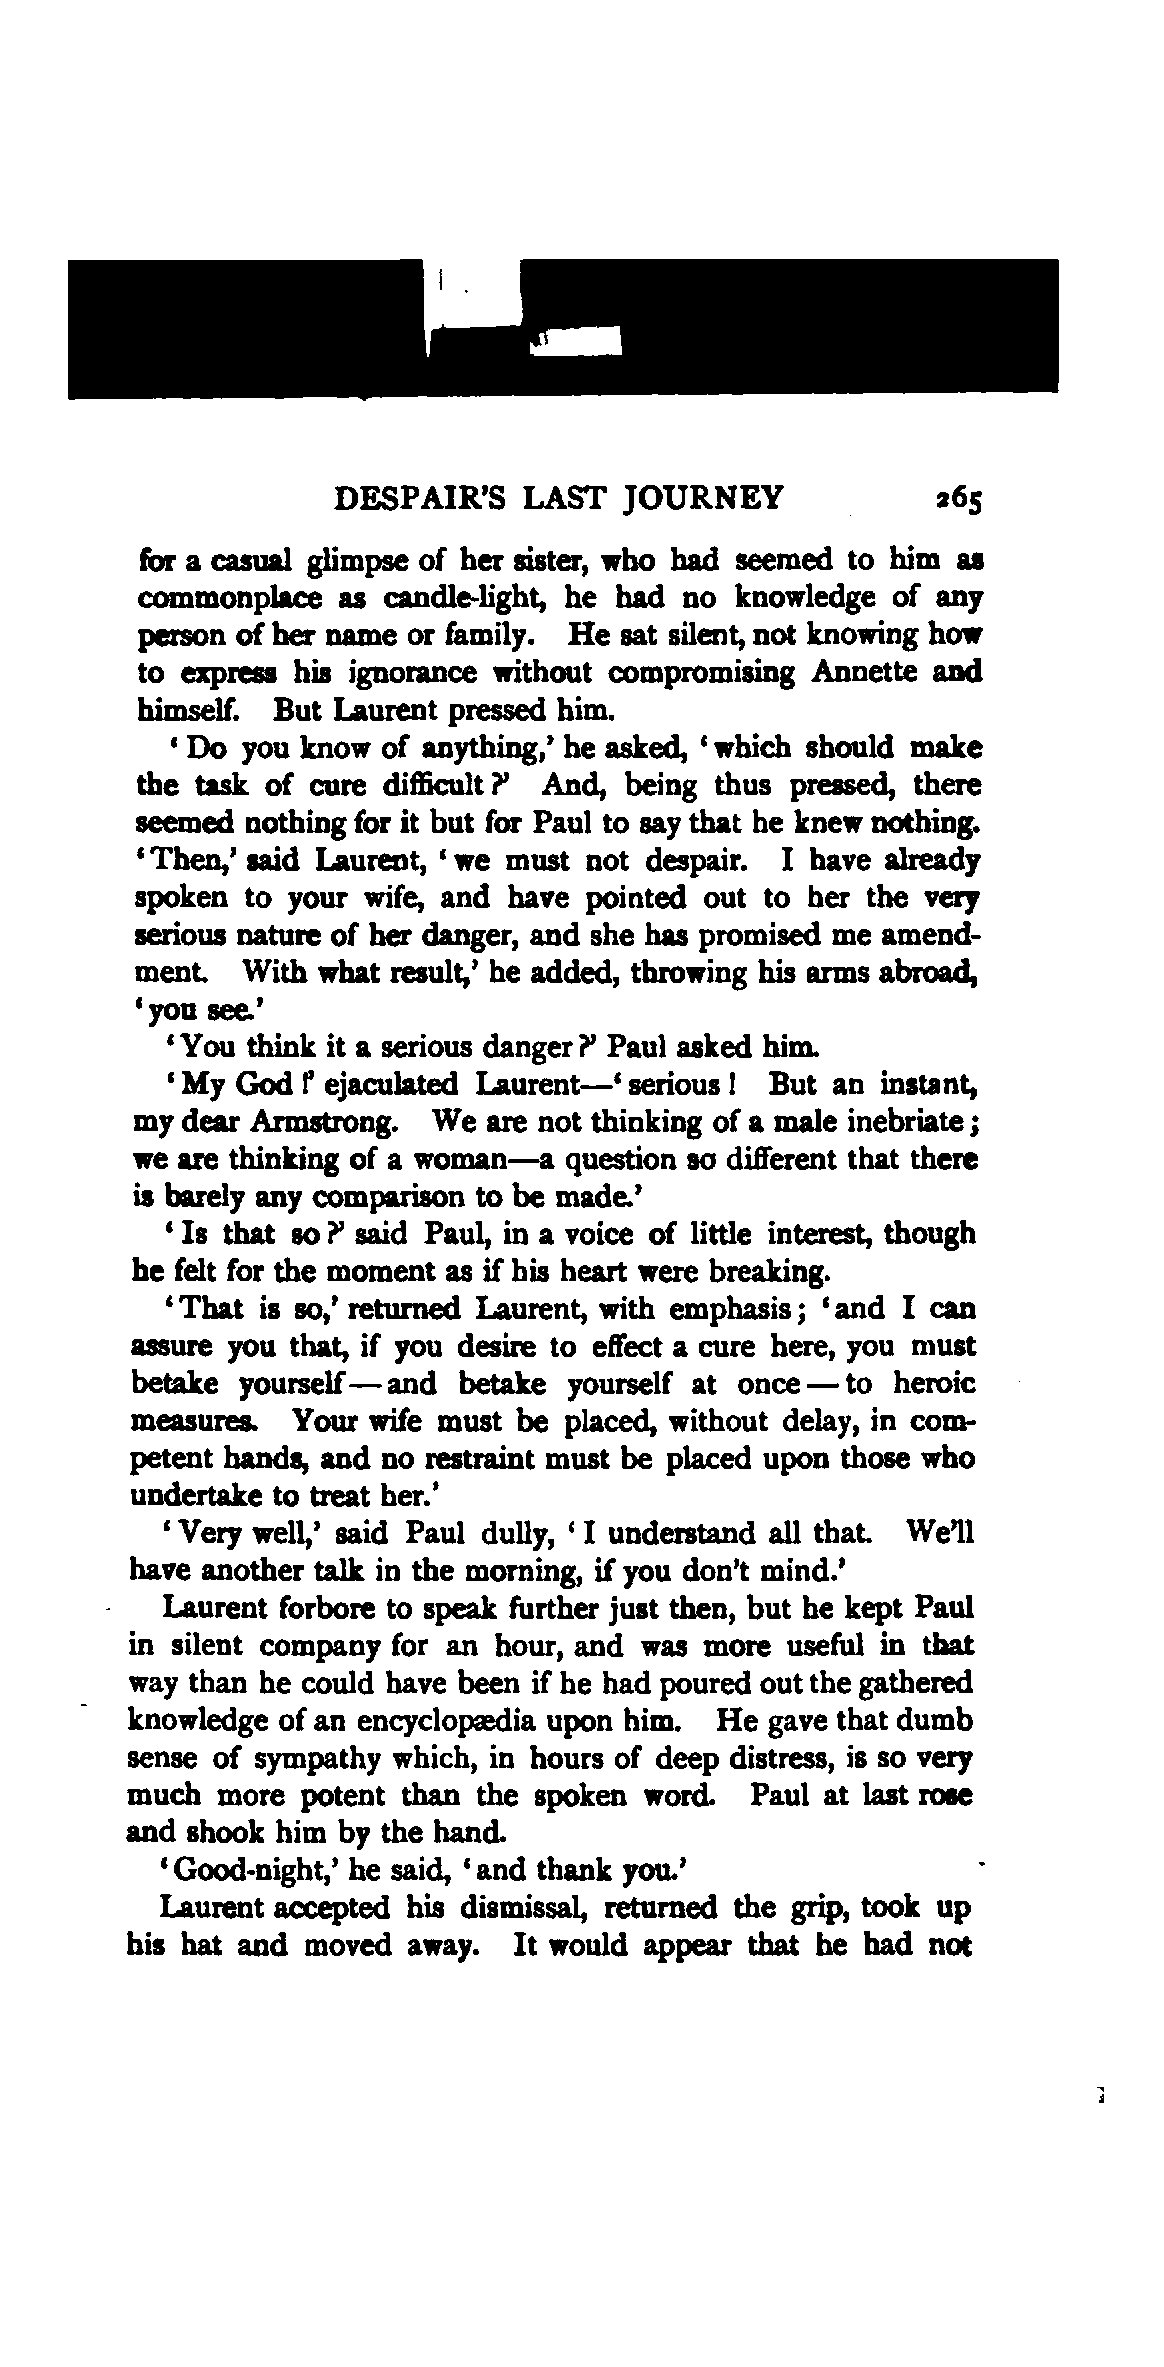 DESPAIR'S LAST JOURNEY 265
for a casual glimpse of her sister, who had seemed to him as
commonplace as candle-light, he had no knowledge of any
person of her name or family. He sat silent, not knowing how
to express his ignorance without compromising Annette and
himself. But Laurent pressed him.
‘Do you know of anything,’ he asked, ‘which should make
the task of cure difficult?’ And, being thus pressed, there
seemed nothing for it but for Paul to say that he knew nothing.
‘Then,’ said Laurent, ‘we must not despair. I have already
spoken to your wife, and have pointed out to her the very
serious nature of her danger, and she has promised me amend-
ment. With what result,’ he added, throwing his arms abroad,
‘you see.’
‘You think it a serious danger?’ Paul asked him.
‘My God!’ ejaculated Laurent—‘serious! But an instant,
my dear Armstrong. We are not thinking of a male inebriate;
we are thinking of a woman—a question so different that there
is barely any comparison to be made.’
‘Is that so?’ said Paul, in a voice of little interest, though
he felt for the moment as if his heart were breaking.
‘That is so,’ returned Laurent, with emphasis; ‘and I can
assure you that, if you desire to effect a cure here, you must
betake yourself—and betake yourself at once—to heroic
measures. Your wife must be placed, without delay, in com-
petent hands, and no restraint must be placed upon those who
undertake to treat her.’
‘Very well,’ said Paul dully, ‘I understand all that. We'll
have another talk in the morning, if you don't mind.’
Laurent forbore to speak further just then, but he kept Paul
in silent company for an hour, and was more useful in that
way than he could have been if he had poured out the gathered
knowledge of an encyclopædia upon him. He gave that dumb
sense of sympathy which, in hours of deep distress, is so very
much more potent than the spoken word. Paul at last rose
and shook him by the hand.
‘Good-night,’ he said, ‘and thank you.’
Laurent accepted his dismissal, returned the grip, took up
his hat and moved away. It would appear that he had not